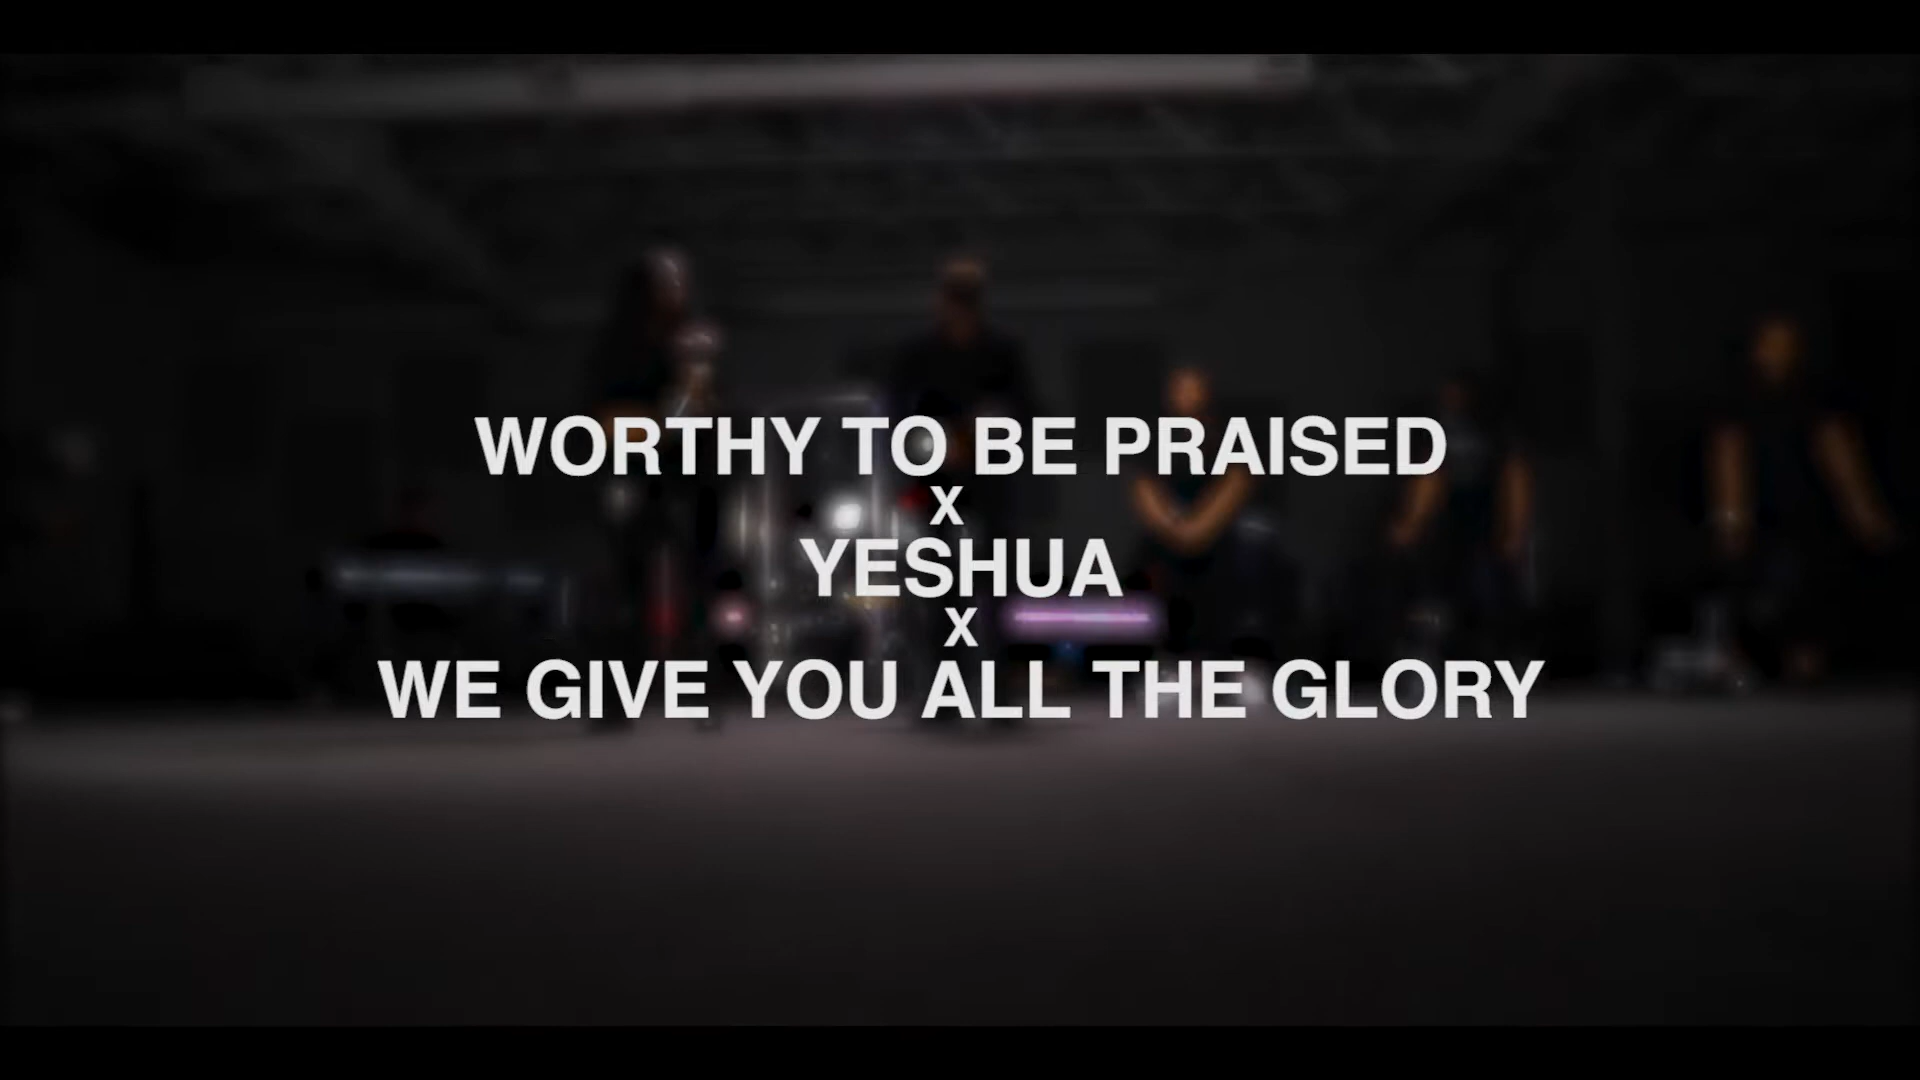 WORTHY TO BE PRAISED
x
YESHUA
x
WE GIVE YOU ALL THE GLORY